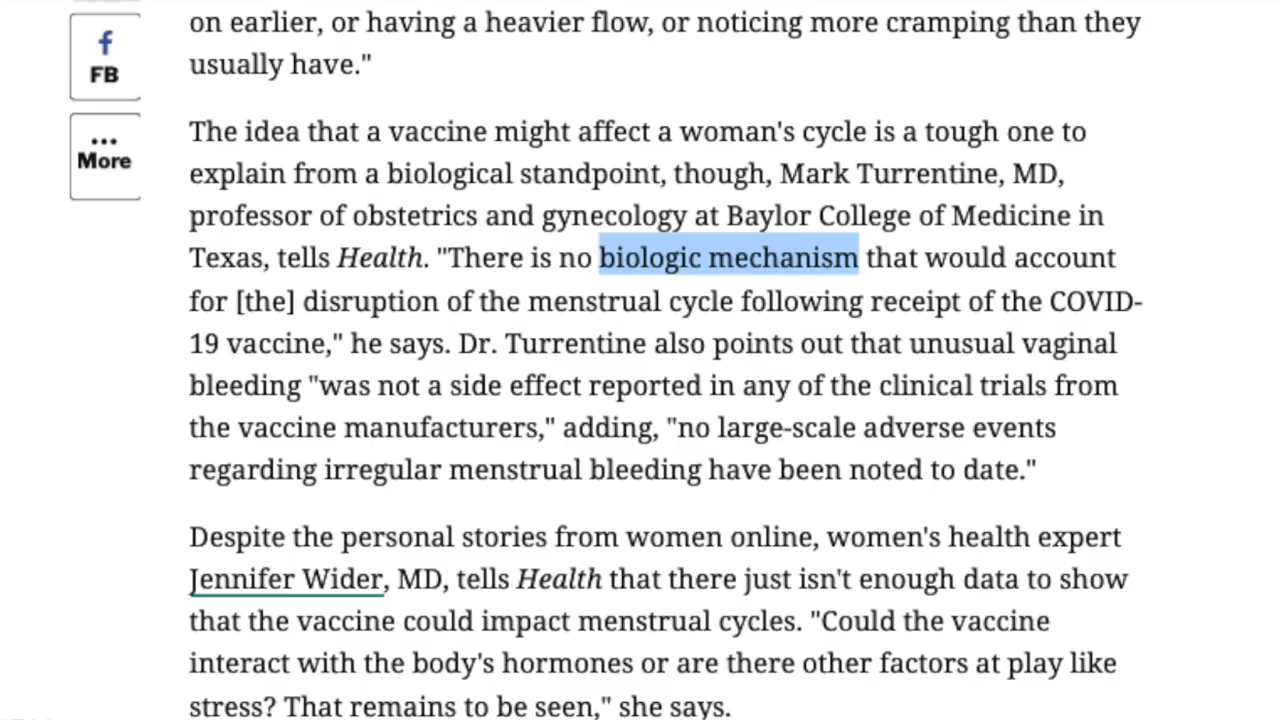 on earlier, or having a heavier flow, or noticing more cramping than they
usually have."
f
FB
...
More
The idea that a vaccine might affect a woman's cycle is a tough one to
explain from a biological standpoint, though, Mark Turrentine, MD,
professor of obstetrics and gynecology at Baylor College of Medicine in
Texas, tells Health. "There is no biologic mechanism that would account
for [the] disruption of the menstrual cycle following receipt of the COVID-
19 vaccine," he says. Dr. Turrentine also points out that unusual vaginal
bleeding "was not a side effect reported in any of the clinical trials from
the vaccine manufacturers," adding, "no large-scale adverse events
regarding irregular menstrual bleeding have been noted to date."
Despite the personal stories from women online, women's health expert
Jennifer Wider, MD, tells Health that there just isn't enough data to show
that the vaccine could impact menstrual cycles. "Could the vaccine
interact with the body's hormones or are there other factors at play like
stress? That remains to be seen," she says.